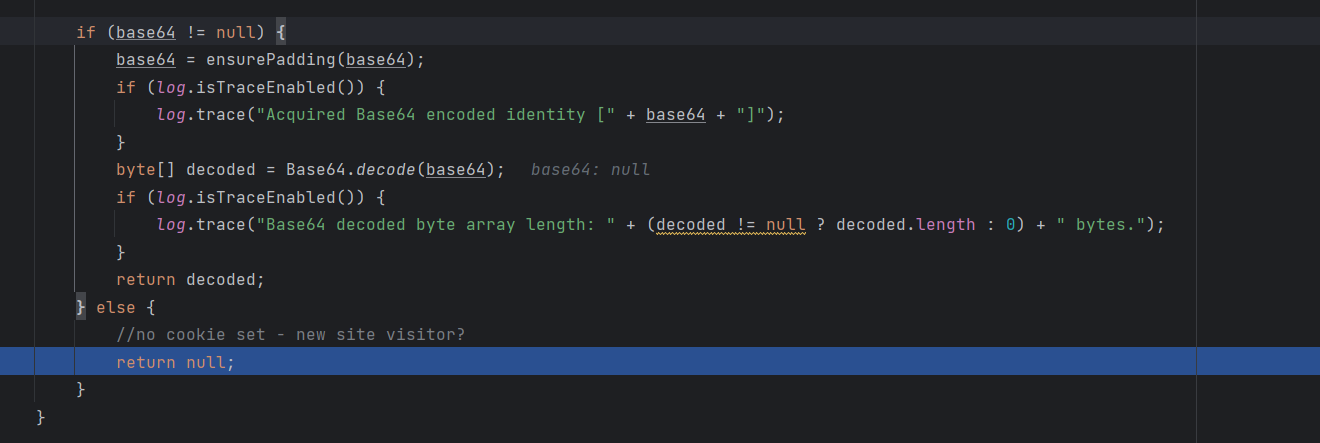 if (base64 != null) {
base64 = ensurePadding(base64);
if (log.isTraceEnabled()) {
log.trace("Acquired Base64 encoded identity [" + base64 + "]");
}
byte[] decoded = Base64.decode(base64); base64: null
if (log.isTraceEnabled()) {
log.trace("Base64 decoded byte array length: " + (decoded != null ? decoded.length : 0) + " bytes.");
}
return decoded;
} else {
//no cookie set - new site visitor?
return null;
}
}